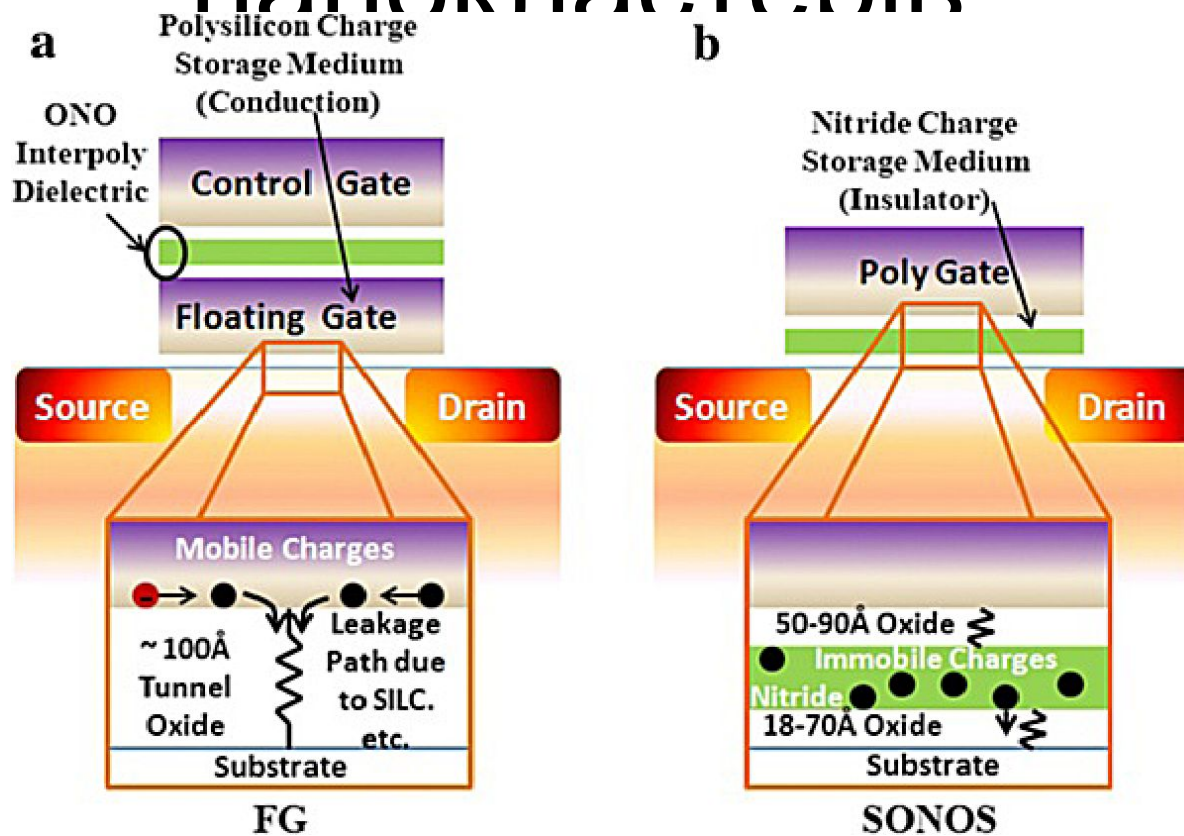 a
Polysilicon Charge
Storage Medium
(Conduction)
ONO
Interpoly
Dielectric
Control Gate
Floating Gate
Source
Drain
Mobile Charges
~ 100Å
Tunnel
Oxide
Leakage
Path due
to SILC.
etc.
Substrate
FG
b
Nitride Charge
Storage Medium
(Insulator)
Poly Gate
Source
Drain
50-90Å Oxide
Immobile Charges
Nitride
18-70Å Oxide
Substrate
SONOS